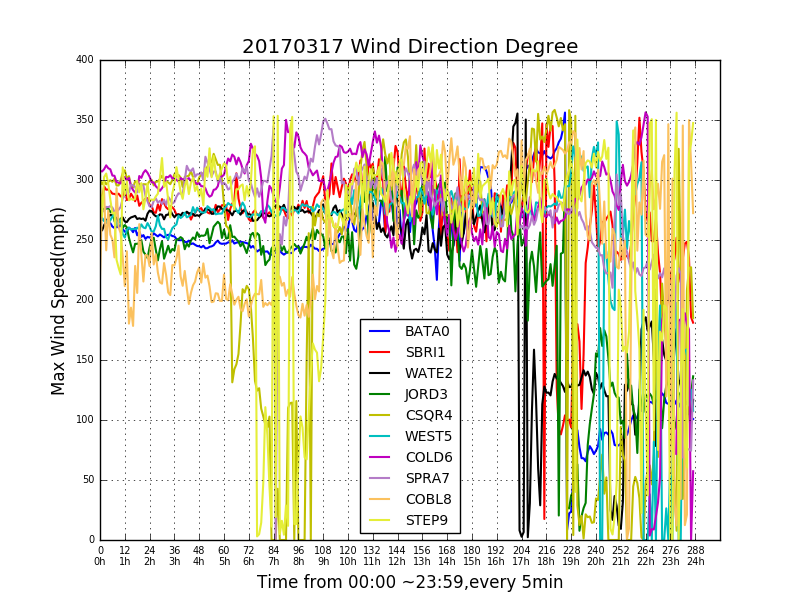 20170317 Wind Direction Degree
400
350
300
250
200
150
100
50
0
Max Wind Speed(mph)
BATA0
SBRI1
WATE2
JORD3
CSQR4
WEST5
COLD6
SPRA7
COBL8
STEP9
0 12 24 36 48 60 72 84 96 108 120 132 144 156 168 180 192 204 216 228 240 252 264 276 288
0h 1h 2h 3h 4h 5h 6h 7h 8h 9h 10h 11h 12h 13h 14h 15h 16h 17h 18h 19h 20h 21h 22h 23h 24h
Time from 00:00 ~23:59,every 5min